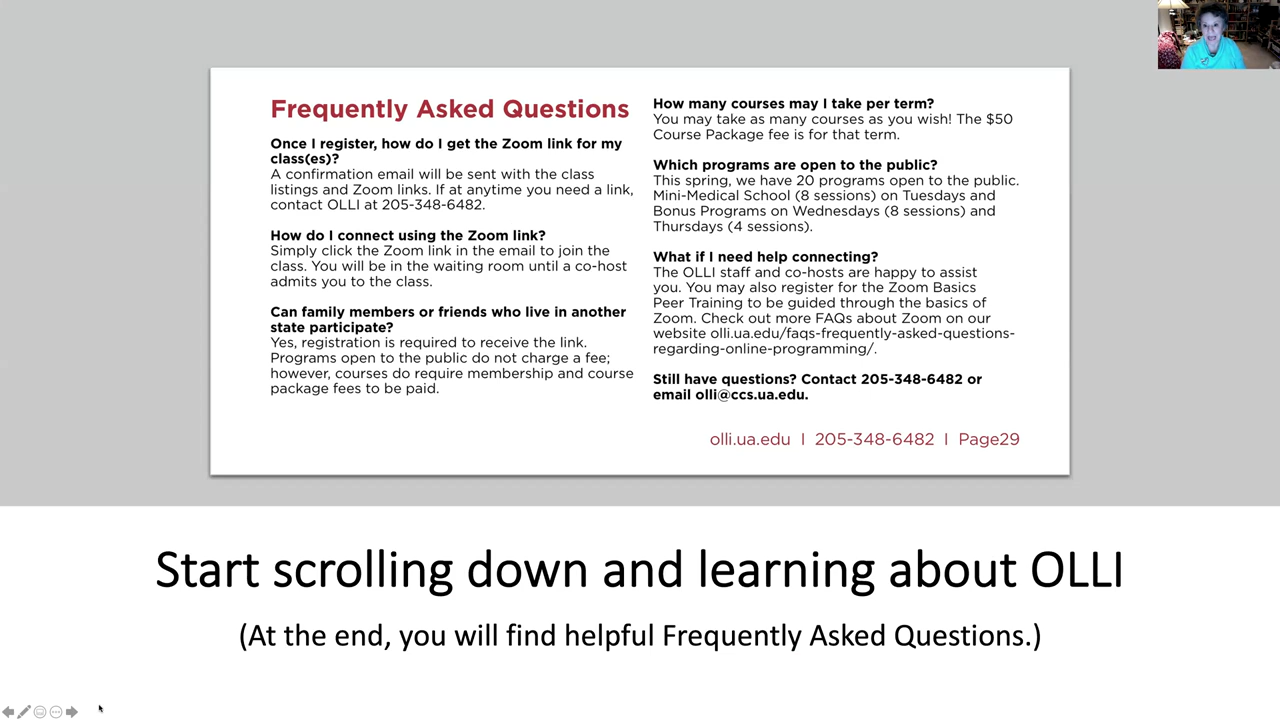 Frequently Asked Questions
Once I register, how do I get the Zoom link for my
class(es)?
A confirmation email will be sent with the class
listings and Zoom links. If at anytime you need a link,
contact OLLI at 205-348-6482.
How do I connect using the Zoom link?
Simply click the Zoom link in the email to join the
class. You will be in the waiting room until a co-host
admits you to the class.
Can family members or friends who live in another
state participate?
Yes, registration is required to receive the link.
Programs open to the public do not charge a fee;
however, courses do require membership and course
package fees to be paid.
How many courses may I take per term?
You may take as many courses as you wish! The $50
Course Package fee is for that term.
Which programs are open to the public?
This spring, we have 20 programs open to the public.
Mini-Medical School (8 sessions) on Tuesdays and
Bonus Programs on Wednesdays (8 sessions) and
Thursdays (4 sessions).
What if I need help connecting?
The OLLI staff and co-hosts are happy to assist
you. You may also register for the Zoom Basics
Peer Training to be guided through the basics of
Zoom. Check out more FAQs about Zoom on our
website olli.ua.edu/faqs-frequently-asked-questions-
regarding-online-programming/.
Still have questions? Contact 205-348-6482 or
email olli@ccs.ua.edu.
olli.ua.edu I 205-348-6482 I Page29
Start scrolling down and learning about OLLI
(At the end, you will find helpful Frequently Asked Questions.)